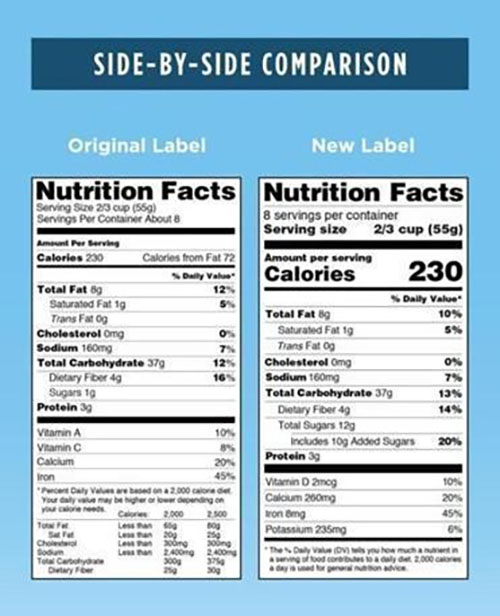 SIDE-BY-SIDE COMPARISON
Original Label
Nutrition Facts
Serving Size 2/3 cup (55g)
Servings Per Container About 8
Amount Per Serving
Calories 230 Calories from Fat 72
% Daily Value*
Total Fat 8g 12%
Saturated Fat 1g 5%
Trans Fat 0g
Cholesterol 0mg 0%
Sodium 160mg 7%
Total Carbohydrate 37g 12%
Dietary Fiber 4g 16%
Sugars 1g
Protein 3g
Vitamin A 10%
Vitamin C 8%
Calcium 20%
Iron 45%
* Percent Daily Values are based on a 2,000 calorie diet.
Your daily value may be higher or lower depending on
your calorie needs.
Calories: 2,000 2,500
Total Fat Less than 65g 80g
Sat Fat Less than 20g 25g
Cholesterol Less than 300mg 300mg
Sodium Less than 2,400mg 2,400mg
Total Carbohydrate 300g 375g
Dietary Fiber 25g 30g
New Label
Nutrition Facts
8 servings per container
Serving size 2/3 cup (55g)
Amount per serving
Calories 230
% Daily Value*
Total Fat 8g 10%
Saturated Fat 1g 5%
Trans Fat 0g
Cholesterol 0mg 0%
Sodium 160mg 7%
Total Carbohydrate 37g 13%
Dietary Fiber 4g 14%
Total Sugars 12g
Includes 10g Added Sugars 20%
Protein 3g
Vitamin D 2mcg 10%
Calcium 260mg 20%
Iron 8mg 45%
Potassium 235mg 6%
* The % Daily Value (DV) tells you how much a nutrient in
a serving of food contributes to a daily diet. 2,000 calories
a day is used for general nutrition advice.